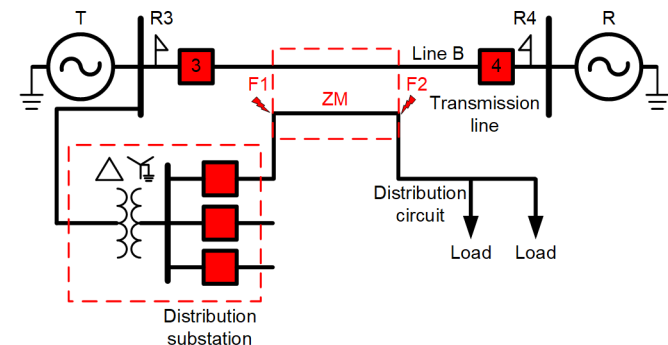 T
R3
R4
R
Line B
3
4
F1
ZM
F2
Transmission
line
Distribution
circuit
Load
Load
Distribution
substation